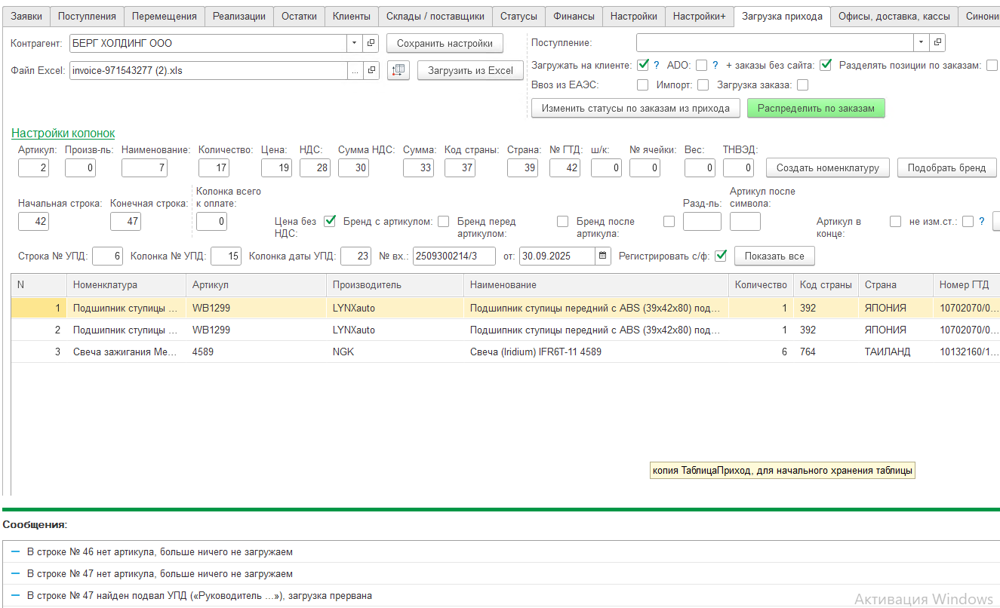 Заявки Поступления Перемещения Реализации Остатки Клиенты Склады / поставщики Статусы Финансы Настройки Настройки+ Загрузка прихода Офисы, доставка, кассы Синони
Контрагент: БЕРГ ХОЛДИНГ ООО Сохранить настройки Поступление:
Файл Excel: invoice-971543277 (2).xls ... Загрузить из Excel Загружать на клиенте: ? ADO: ? + заказы без сайта: Разделять позиции по заказам:
Ввоз из ЕАЭС: Импорт: Загрузка заказа:
Изменить статусы по заказам из прихода Распределить по заказам
Настройки колонок
Артикул: Произв-ль: Наименование: Количество: Цена: НДС: Сумма НДС: Сумма: Код страны: Страна: № ГТД: ш/к: № ячейки: Вес: ТНВЭД:
2 0 7 17 19 28 30 33 37 39 42 0 0 0 0 Создать номенклатуру Подобрать бренд
Начальная строка: Конечная строка: Колонка всего к оплате: Разд-ль: Артикул после символа:
42 47 0 Цена без НДС: Бренд с артикулом: Бренд перед артикулом: Бренд после артикула: Артикул в конце: не изм.ст.: ?
Строка № УПД: 6 Колонка № УПД: 15 Колонка даты УПД: 23 № вх.: 2509300214/3 от: 30.09.2025 Регистрировать с/ф: Показать все
N Номенклатура Артикул Производитель Наименование Количество Код страны Страна Номер ГТД
1 Подшипник ступицы ... WB1299 LYNXauto Подшипник ступицы передний с ABS (39x42x80) под... 1 392 ЯПОНИЯ 10702070/0...
2 Подшипник ступицы ... WB1299 LYNXauto Подшипник ступицы передний с ABS (39x42x80) под... 1 392 ЯПОНИЯ 10702070/0...
3 Свеча зажигания Ме... 4589 NGK Свеча (Iridium) IFR6T-11 4589 6 764 ТАИЛАНД 10132160/1...
копия ТаблицаПриход, для начального хранения таблицы
Сообщения:
В строке № 46 нет артикула, больше ничего не загружаем
В строке № 47 нет артикула, больше ничего не загружаем
В строке № 47 найден подвал УПД («Руководитель ...»), загрузка прервана
Активация Windows